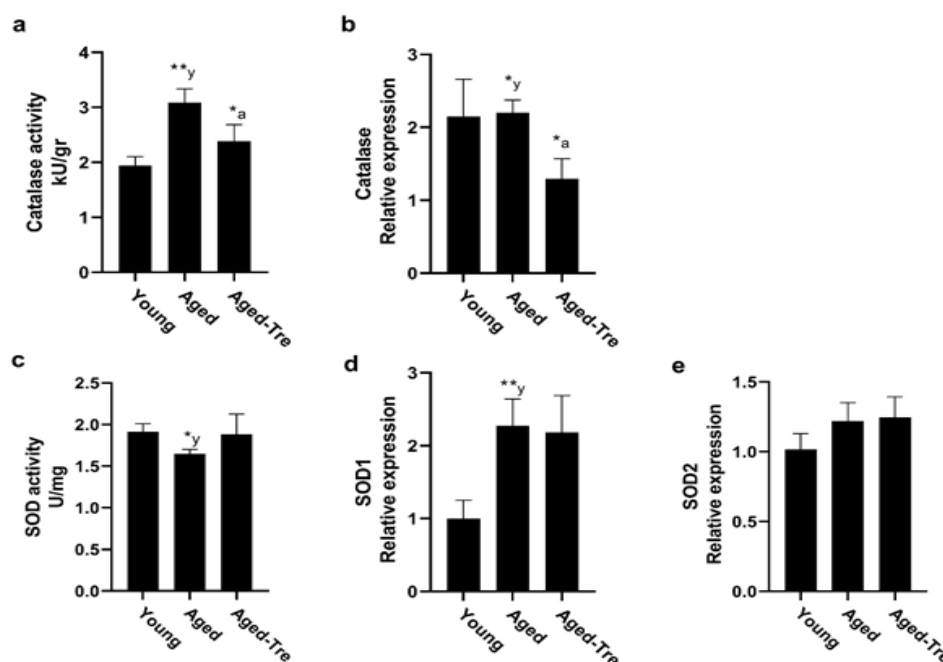 a
Catalase activity
kU/gr
4
3
2
1
0
**y
*a
Young
Aged
Aged-Tre
b
Catalase
Relative expression
3
2
1
0
*y
*a
Young
Aged
Aged-Tre
c
SOD activity
U/mg
2.5
2.0
1.5
1.0
0.5
0.0
*y
Young
Aged
Aged-Tre
d
SOD1
Relative expression
3
2
1
0
**y
Young
Aged
Aged-Tre
e
SOD2
Relative expression
1.5
1.0
0.5
0.0
Young
Aged
Aged-Tre